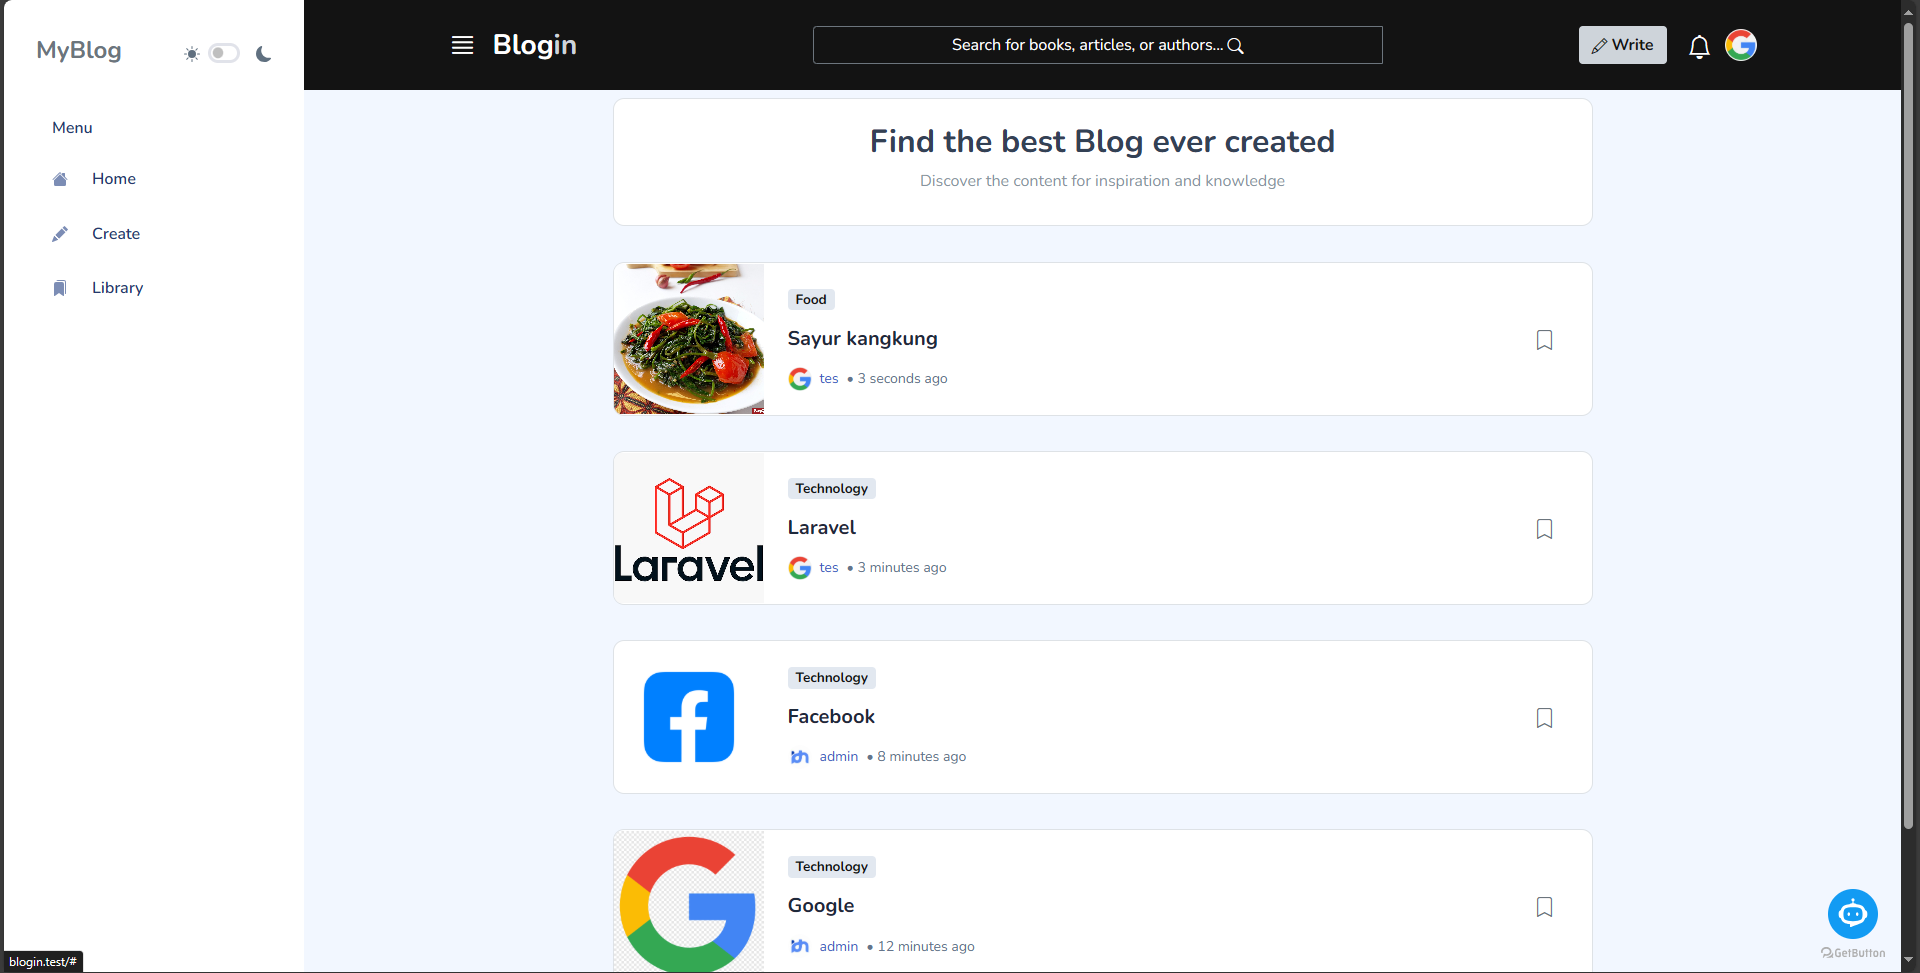 MyBlog
Menu
Home
Create
Library
Blogin
Search for books, articles, or authors...
Write
Find the best Blog ever created
Discover the content for inspiration and knowledge
Food
Sayur kangkung
tes • 3 seconds ago
Laravel
Technology
Laravel
tes • 3 minutes ago
Technology
Facebook
admin • 8 minutes ago
Technology
Google
admin • 12 minutes ago
GetButton
blogin.test/#